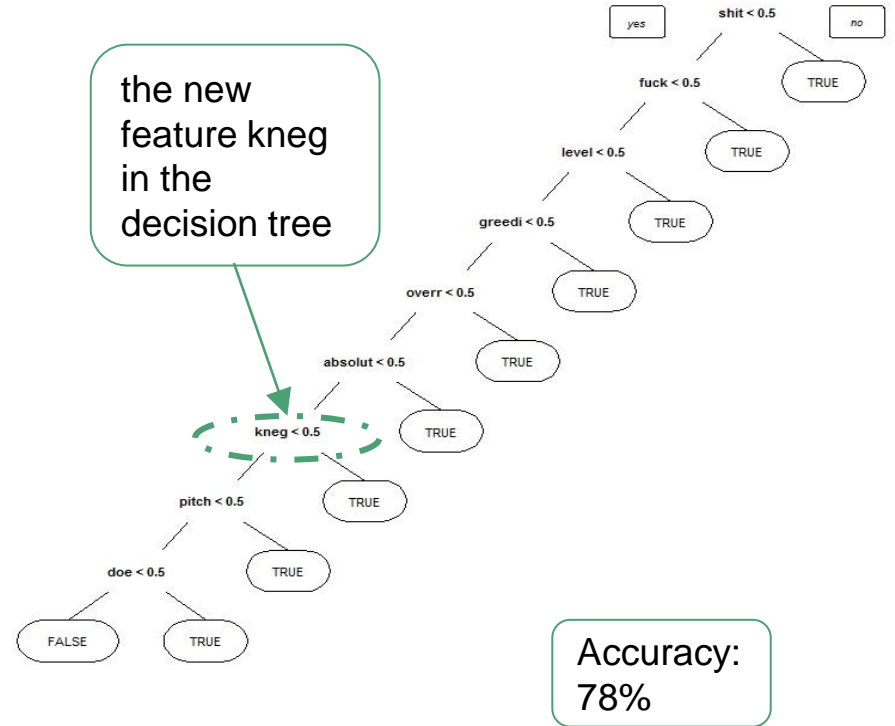 yes
shit < 0.5
no
the new
feature kneg
in the
decision tree
fuck < 0.5
TRUE
level < 0.5
TRUE
greedi < 0.5
TRUE
overr < 0.5
TRUE
absolut < 0.5
TRUE
kneg < 0.5
TRUE
pitch < 0.5
TRUE
doe < 0.5
TRUE
FALSE
TRUE
Accuracy:
78%